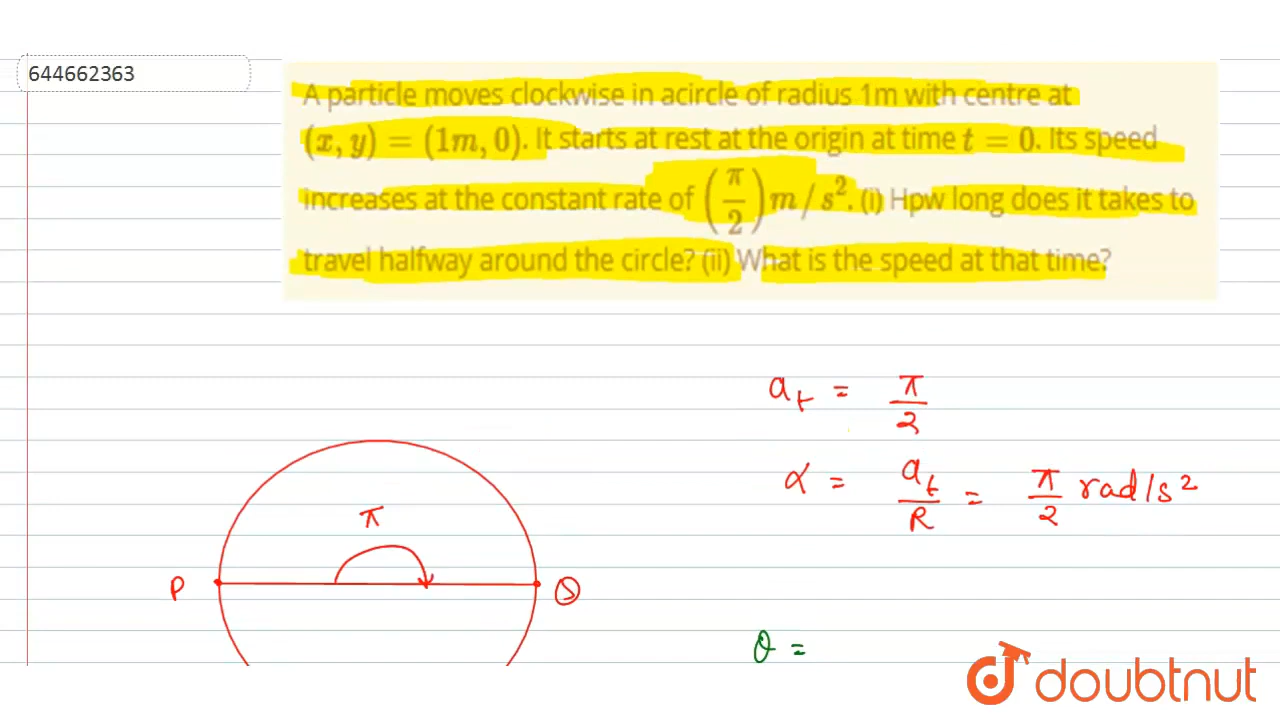 644662363
A particle moves clockwise in acircle of radius 1m with centre at
(x, y) = (1m, 0). It starts at rest at the origin at time t = 0. Its speed
increases at the constant rate of (π/2) m/s². (i) Hpw long does it takes to
travel halfway around the circle? (ii) What is the speed at that time?
a_t = π/2
α = a_t/R = π/2 rad/s²
π
P
Q
θ =
doubtnut